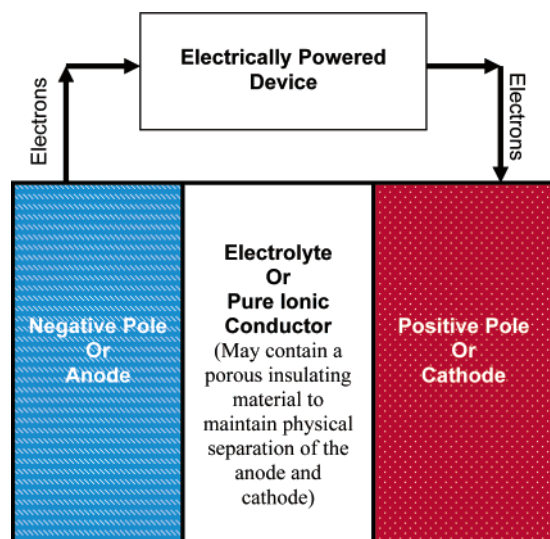 Electrically Powered
Device
Electrons
Electrons
Negative Pole
Or
Anode
Electrolyte
Or
Pure Ionic
Conductor
(May contain a
porous insulating
material to
maintain physical
separation of the
anode and
cathode)
Positive Pole
Or
Cathode